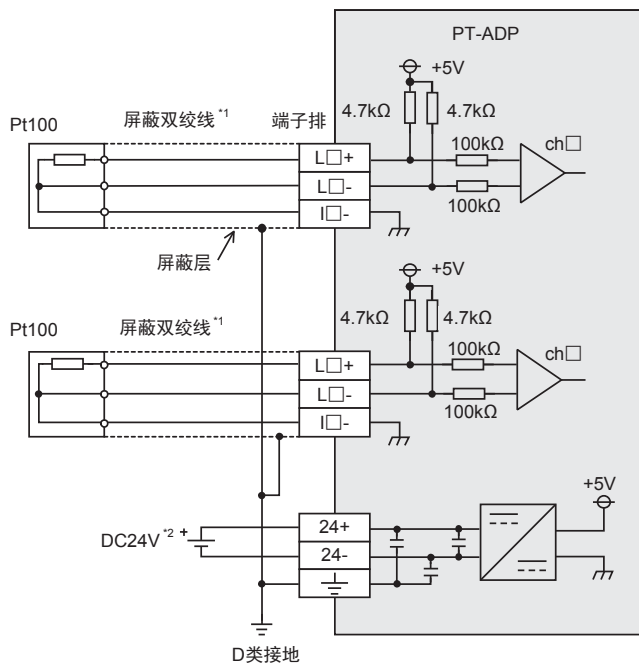 PT-ADP
+5V
4.7kΩ
4.7kΩ
Pt100
屏蔽双绞线*1
端子排
100kΩ
ch□
L□+
L□-
I□-
100kΩ
屏蔽层
+5V
4.7kΩ
4.7kΩ
Pt100
屏蔽双绞线*1
100kΩ
ch□
L□+
L□-
I□-
100kΩ
+5V
DC24V*2 +
24+
24-
D类接地